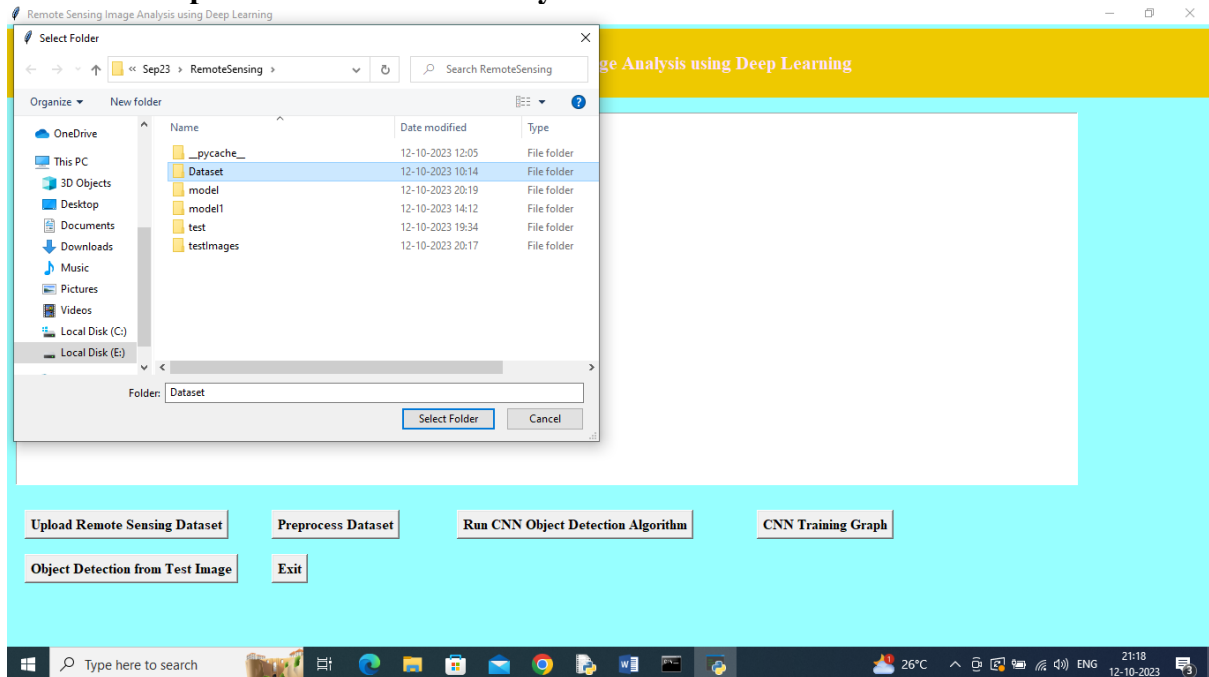 Remote Sensing Image Analysis using Deep Learning
Select Folder
ge Analysis using Deep Learning
« Sep23 › RemoteSensing ›
Search RemoteSensing
Organize
New folder
Name
Date modified
Type
OneDrive
This PC
3D Objects
Desktop
Documents
Downloads
Music
Pictures
Videos
Local Disk (C:)
Local Disk (E:)
__pycache__ 12-10-2023 12:05 File folder
Dataset 12-10-2023 10:14 File folder
model 12-10-2023 20:19 File folder
model1 12-10-2023 14:12 File folder
test 12-10-2023 19:34 File folder
testImages 12-10-2023 20:17 File folder
Folder: Dataset
Select Folder
Cancel
Upload Remote Sensing Dataset
Preprocess Dataset
Run CNN Object Detection Algorithm
CNN Training Graph
Object Detection from Test Image
Exit
Type here to search
26°C
ENG
21:18
12-10-2023
3